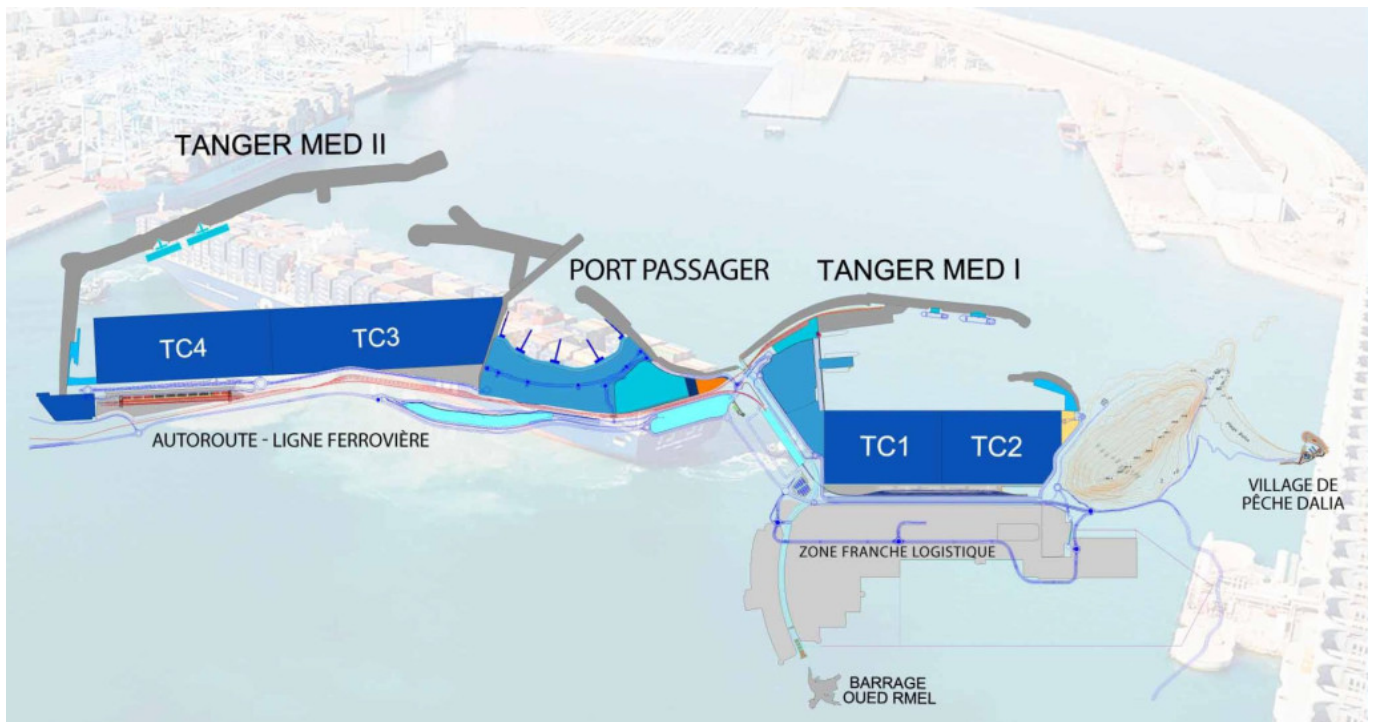 TANGER MED II
PORT PASSAGER
TANGER MED I
TC4
TC3
AUTOROUTE - LIGNE FERROVIÈRE
TC1
TC2
VILLAGE DE
PÊCHE DALIA
ZONE FRANCHE LOGISTIQUE
BARRAGE
OUED RMEL